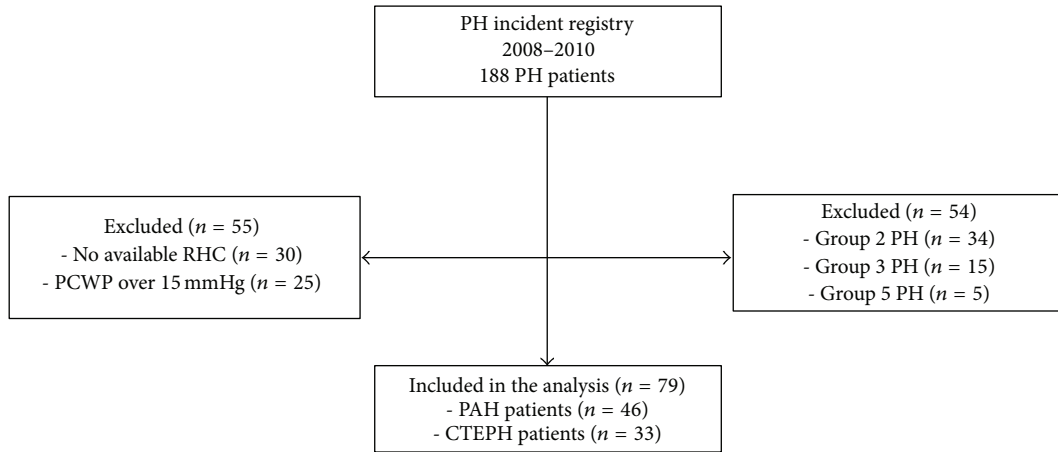 PH incident registry
2008–2010
188 PH patients
Excluded (n = 55)
- No available RHC (n = 30)
- PCWP over 15 mmHg (n = 25)
Excluded (n = 54)
- Group 2 PH (n = 34)
- Group 3 PH (n = 15)
- Group 5 PH (n = 5)
Included in the analysis (n = 79)
- PAH patients (n = 46)
- CTEPH patients (n = 33)